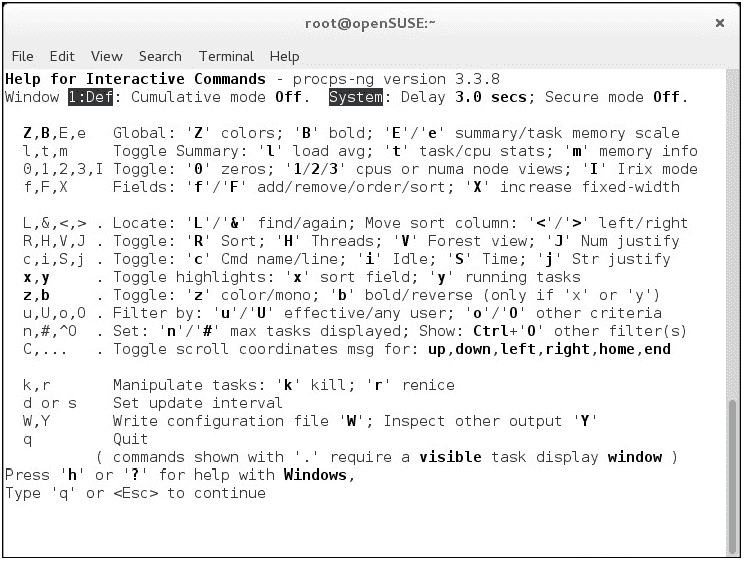 root@openSUSE:~
×
File Edit View Search Terminal Help
Help for Interactive Commands - procps-ng version 3.3.8
Window 1:Def: Cumulative mode Off.  System: Delay 3.0 secs; Secure mode Off.
  Z,B,E,e   Global: 'Z' colors; 'B' bold; 'E'/'e' summary/task memory scale
  l,t,m     Toggle Summary: 'l' load avg; 't' task/cpu stats; 'm' memory info
  0,1,2,3,I Toggle: '0' zeros; '1/2/3' cpus or numa node views; 'I' Irix mode
  f,F,X     Fields: 'f'/'F' add/remove/order/sort; 'X' increase fixed-width
  L,&,<,> . Locate: 'L'/'&' find/again; Move sort column: '<'/'>' left/right
  R,H,V,J . Toggle: 'R' Sort; 'H' Threads; 'V' Forest view; 'J' Num justify
  c,i,S,j . Toggle: 'c' Cmd name/line; 'i' Idle; 'S' Time; 'j' Str justify
  x,y     . Toggle highlights: 'x' sort field; 'y' running tasks
  z,b     . Toggle: 'z' color/mono; 'b' bold/reverse (only if 'x' or 'y')
  u,U,o,O . Filter by: 'u'/'U' effective/any user; 'o'/'O' other criteria
  n,#,^O  . Set: 'n'/'#' max tasks displayed; Show: Ctrl+'O' other filter(s)
  C,...   . Toggle scroll coordinates msg for: up,down,left,right,home,end
  k,r       Manipulate tasks: 'k' kill; 'r' renice
  d or s    Set update interval
  W,Y       Write configuration file 'W'; Inspect other output 'Y'
  q         Quit
          ( commands shown with '.' require a visible task display window )
Press 'h' or '?' for help with Windows,
Type 'q' or <Esc> to continue